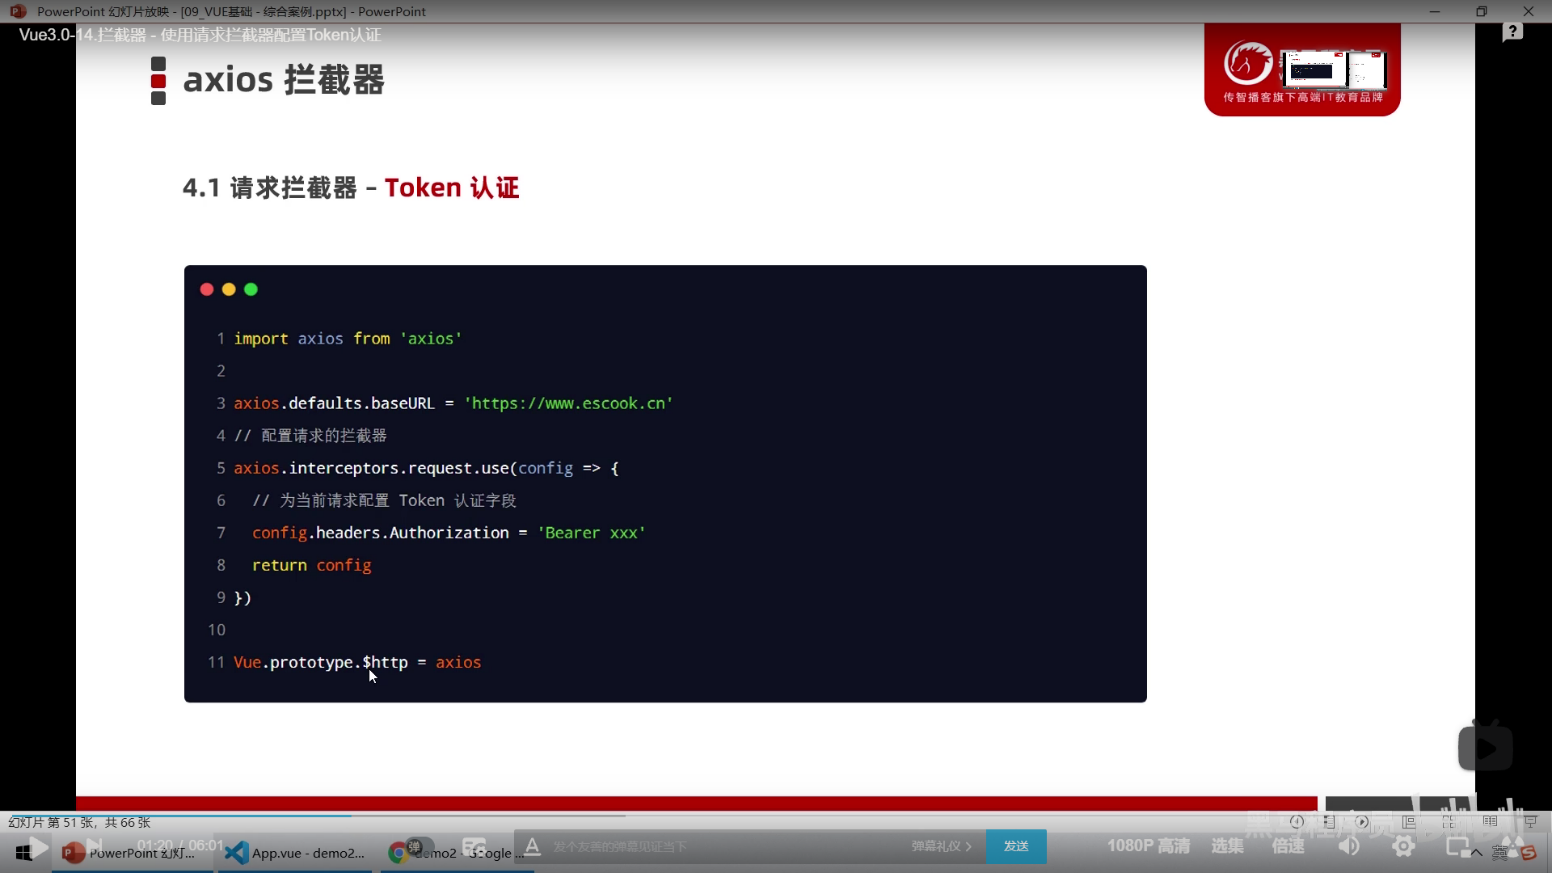 PowerPoint 幻灯片放映 - [09_VUE基础 - 综合案例.pptx] - PowerPoint
Vue3.0-14.拦截器 - 使用请求拦截器配置Token认证
axios 拦截器
传智播客旗下高端IT教育品牌
4.1 请求拦截器 – Token 认证
1 import axios from 'axios'
2
3 axios.defaults.baseURL = 'https://www.escook.cn'
4 // 配置请求的拦截器
5 axios.interceptors.request.use(config => {
6 // 为当前请求配置 Token 认证字段
7 config.headers.Authorization = 'Bearer xxx'
8 return config
9 })
10
11 Vue.prototype.$http = axios
幻灯片 第 51 张，共 66 张
01:20 / 06:01
PowerPoint 幻灯...
App.vue - demo2...
弹
发个友善的弹幕见证当下
弹幕礼仪 >
发送
1080P 高清
选集
倍速
英